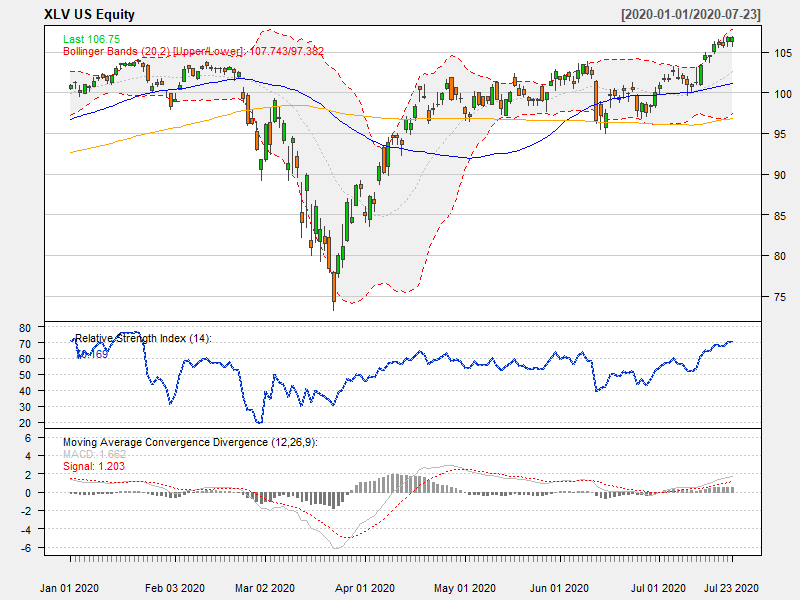 XLV US Equity [2020-01-01/2020-07-23]
Last 106.75
Bollinger Bands (20,2) [Upper/Lower]: 107.743/97.382
105
100
95
90
85
80
75
Relative Strength Index (14):
80
70
60
50
40
30
20
Moving Average Convergence Divergence (12,26,9):
MACD: 1.662
Signal: 1.203
6
4
2
0
-2
-4
-6
Jan 01 2020 Feb 03 2020 Mar 02 2020 Apr 01 2020 May 01 2020 Jun 01 2020 Jul 01 2020 Jul 23 2020